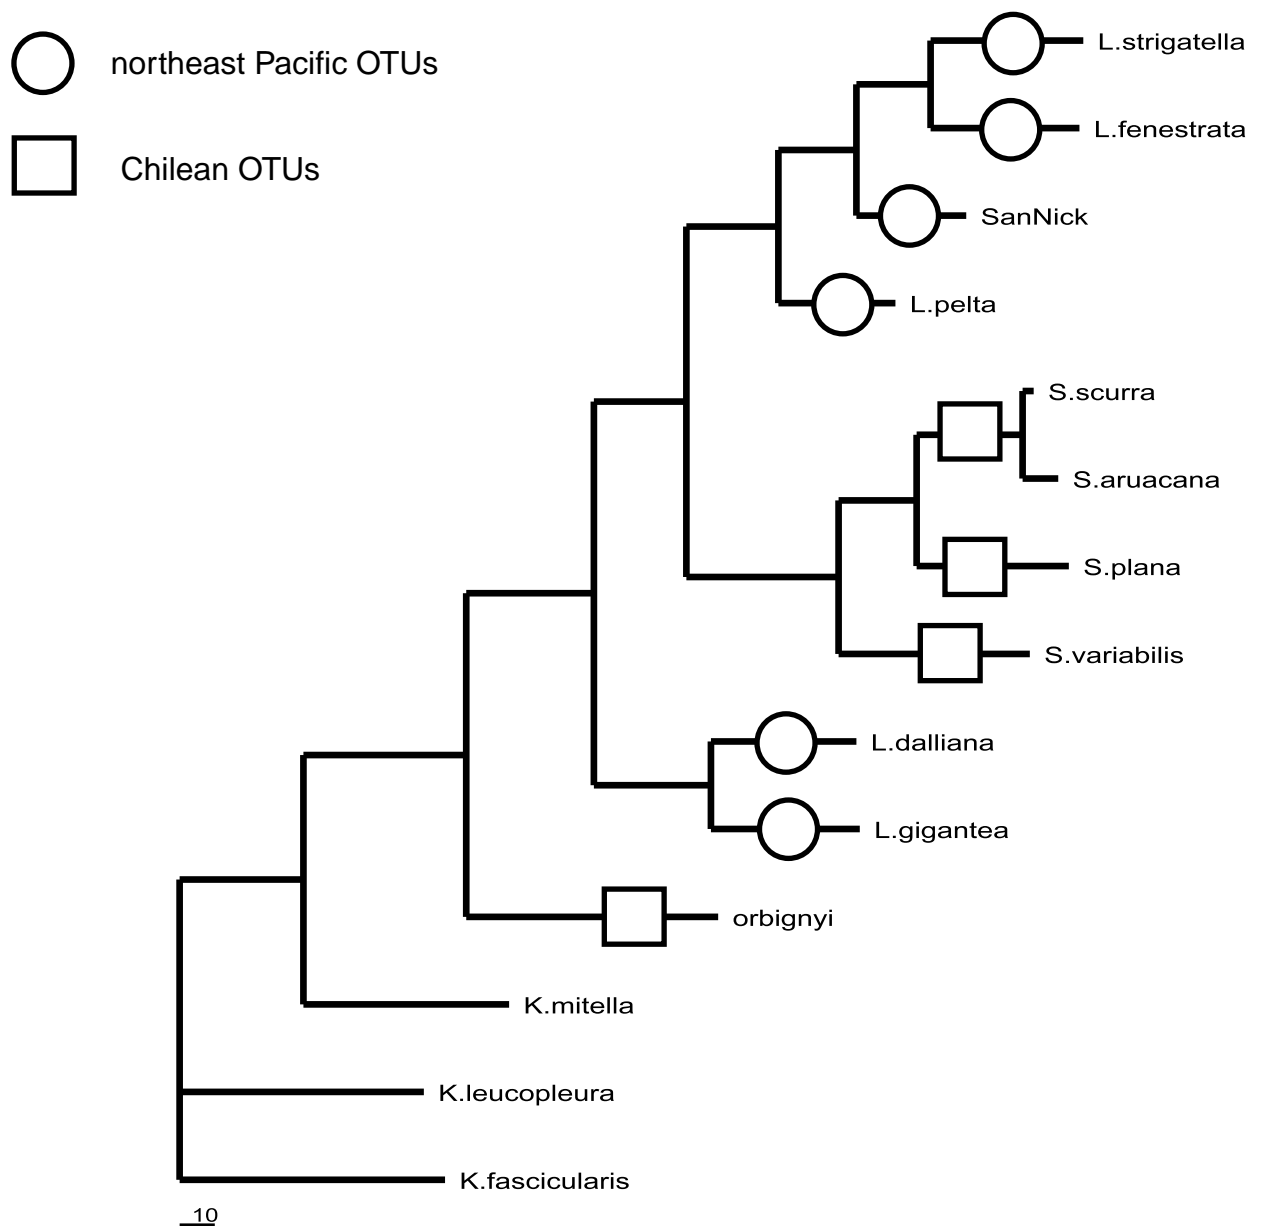 northeast Pacific OTUs
Chilean OTUs
L.strigatella
L.fenestrata
SanNick
L.pelta
S.scurra
S.aruacana
S.plana
S.variabilis
L.dalliana
L.gigantea
orbignyi
K.mitella
K.leucopleura
K.fascicularis
10